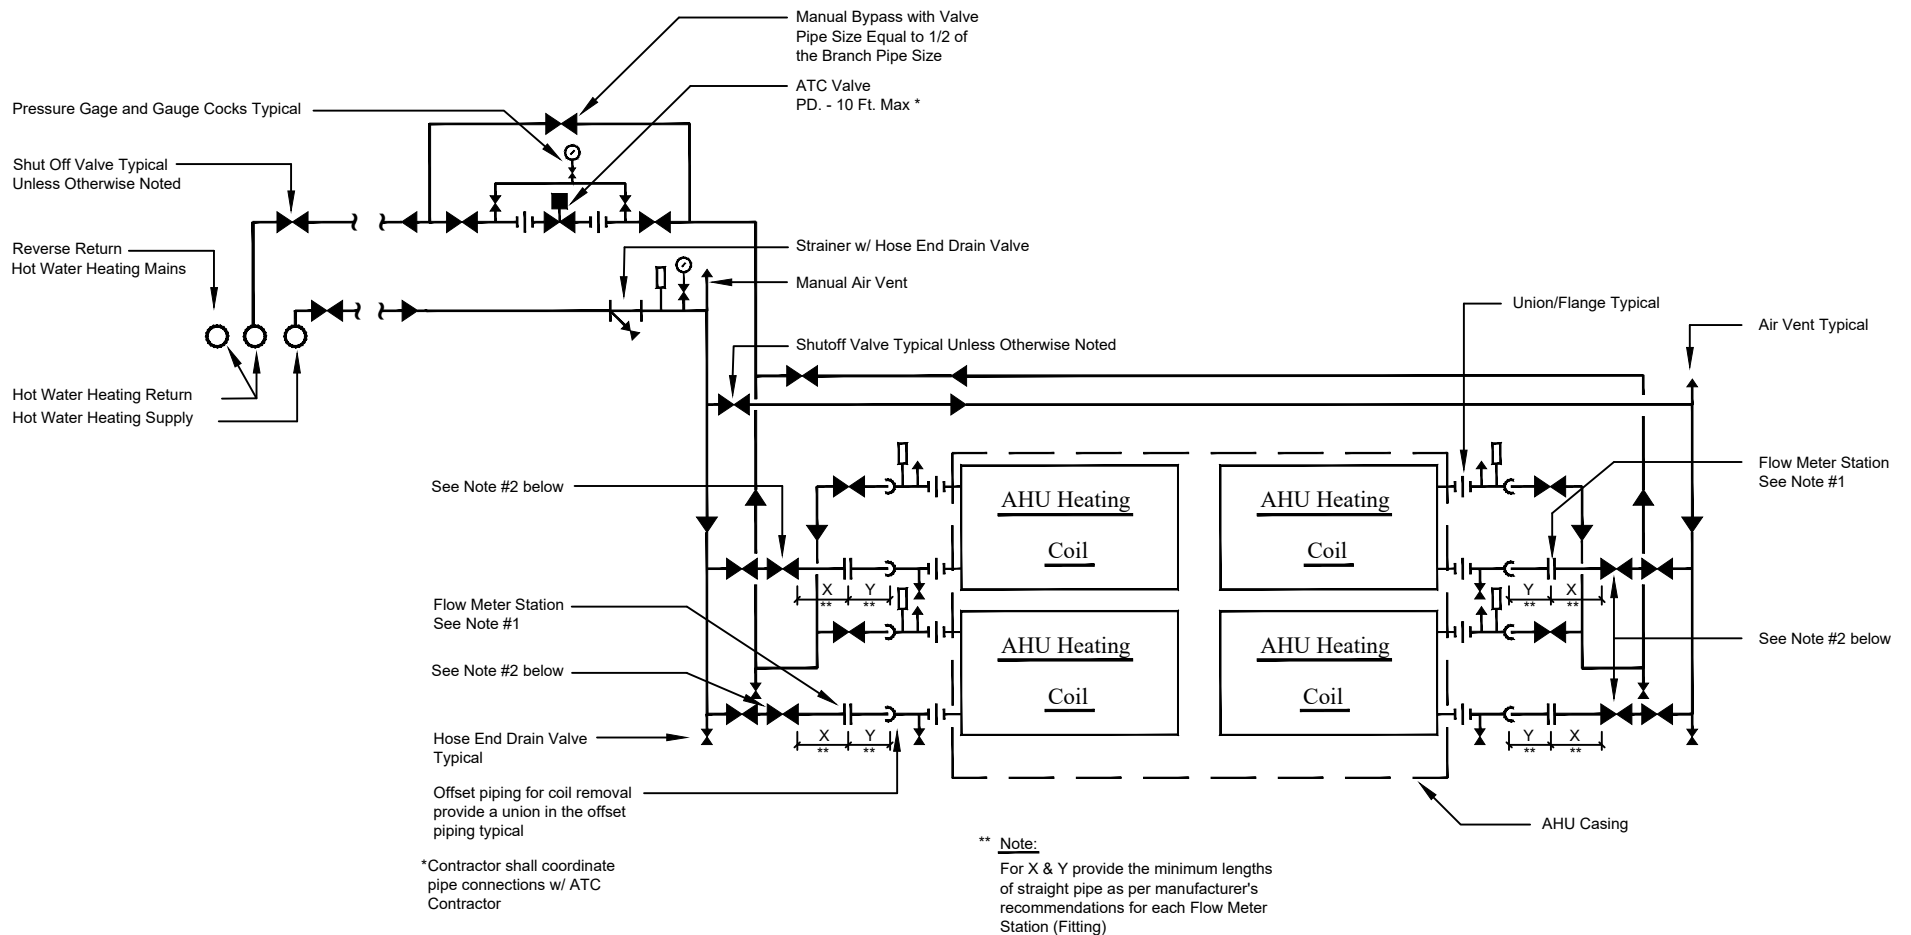 Manual Bypass with Valve
Pipe Size Equal to 1/2 of
the Branch Pipe Size
ATC Valve
PD. - 10 Ft. Max *
Pressure Gage and Gauge Cocks Typical
Shut Off Valve Typical
Unless Otherwise Noted
Reverse Return
Hot Water Heating Mains
Strainer w/ Hose End Drain Valve
Manual Air Vent
Union/Flange Typical
Air Vent Typical
Shutoff Valve Typical Unless Otherwise Noted
Hot Water Heating Return
Hot Water Heating Supply
See Note #2 below
AHU Heating
Coil
AHU Heating
Coil
Flow Meter Station
See Note #1
X
**
Y
**
Y
**
X
**
Flow Meter Station
See Note #1
AHU Heating
Coil
AHU Heating
Coil
See Note #2 below
See Note #2 below
X
**
Y
**
Y
**
X
**
Hose End Drain Valve
Typical
Offset piping for coil removal
provide a union in the offset
piping typical
AHU Casing
*Contractor shall coordinate
pipe connections w/ ATC
Contractor
** Note:
For X & Y provide the minimum lengths
of straight pipe as per manufacturer's
recommendations for each Flow Meter
Station (Fitting)